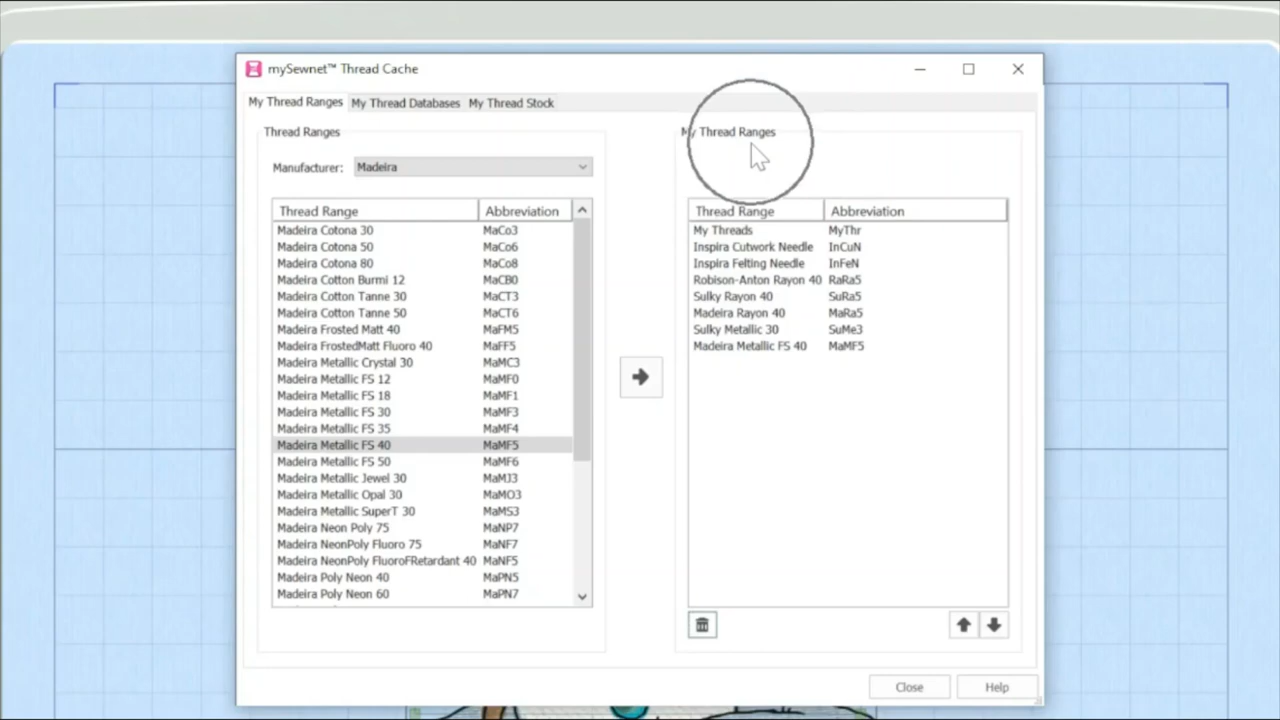 mySewnet™ Thread Cache
My Thread Ranges My Thread Databases My Thread Stock
Thread Ranges
Manufacturer: Madeira
Thread Range Abbreviation
Madeira Cotona 30 MaCo3
Madeira Cotona 50 MaCo6
Madeira Cotona 80 MaCo8
Madeira Cotton Burmi 12 MaCB0
Madeira Cotton Tanne 30 MaCT3
Madeira Cotton Tanne 50 MaCT6
Madeira Frosted Matt 40 MaFM5
Madeira FrostedMatt Fluoro 40 MaFF5
Madeira Metallic Crystal 30 MaMC3
Madeira Metallic FS 12 MaMF0
Madeira Metallic FS 18 MaMF1
Madeira Metallic FS 30 MaMF3
Madeira Metallic FS 35 MaMF4
Madeira Metallic FS 40 MaMF5
Madeira Metallic FS 50 MaMF6
Madeira Metallic Jewel 30 MaMJ3
Madeira Metallic Opal 30 MaMO3
Madeira Metallic SuperT 30 MaMS3
Madeira Neon Poly 75 MaNP7
Madeira NeonPoly Fluoro 75 MaNF7
Madeira NeonPoly FluoroFRetardant 40 MaNF5
Madeira Poly Neon 40 MaPN5
Madeira Poly Neon 60 MaPN7
My Thread Ranges
Thread Range Abbreviation
My Threads MyThr
Inspira Cutwork Needle InCuN
Inspira Felting Needle InFeN
Robison-Anton Rayon 40 RaRa5
Sulky Rayon 40 SuRa5
Madeira Rayon 40 MaRa5
Sulky Metallic 30 SuMe3
Madeira Metallic FS 40 MaMF5
Close Help